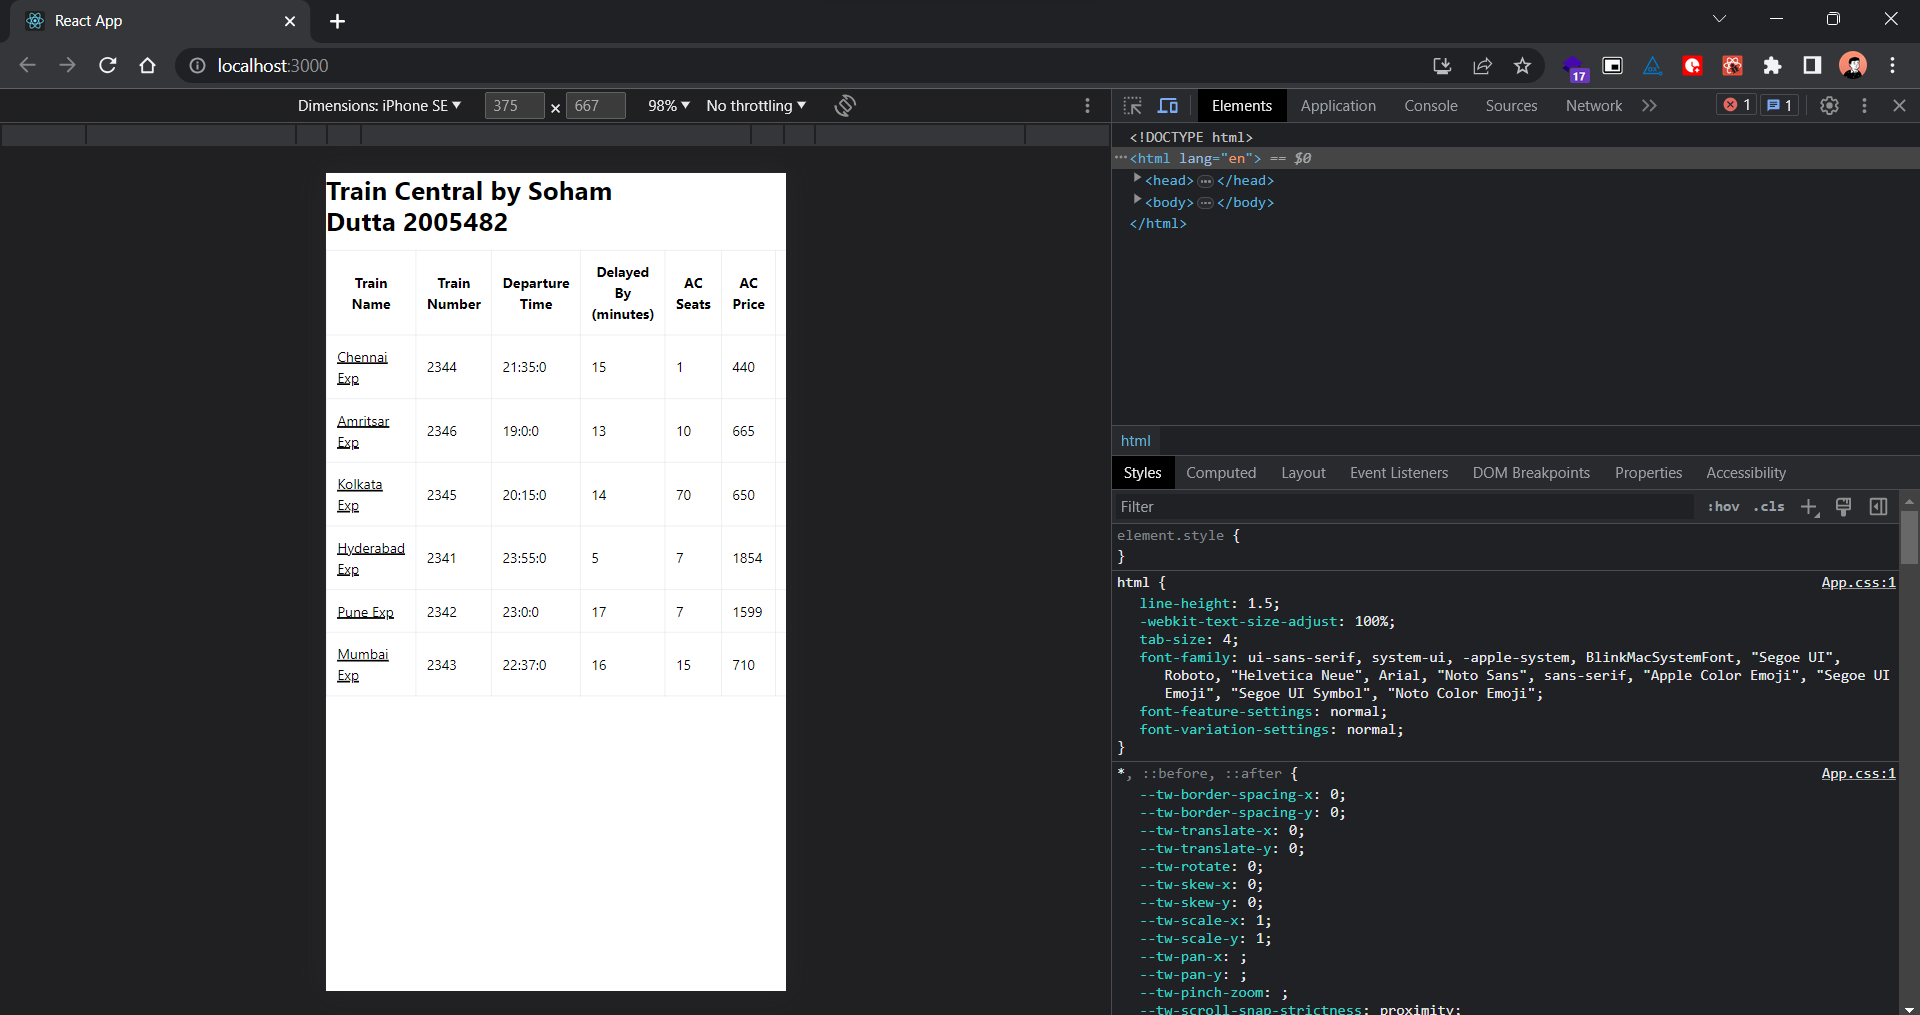 React App
localhost:3000
17
Dimensions: iPhone SE 375 × 667 98% No throttling
Elements Application Console Sources Network 1 1
Train Central by Soham
Dutta 2005482
Train Name Train Number Departure Time Delayed By (minutes) AC Seats AC Price
Chennai Exp 2344 21:35:0 15 1 440
Amritsar Exp 2346 19:0:0 13 10 665
Kolkata Exp 2345 20:15:0 14 70 650
Hyderabad Exp 2341 23:55:0 5 7 1854
Pune Exp 2342 23:0:0 17 7 1599
Mumbai Exp 2343 22:37:0 16 15 710
<!DOCTYPE html>
<html lang="en"> == $0
<head> ··· </head>
<body> ··· </body>
</html>
html
Styles Computed Layout Event Listeners DOM Breakpoints Properties Accessibility
Filter :hov .cls
element.style {
}
html { App.css:1
line-height: 1.5;
-webkit-text-size-adjust: 100%;
tab-size: 4;
font-family: ui-sans-serif, system-ui, -apple-system, BlinkMacSystemFont, "Segoe UI",
Roboto, "Helvetica Neue", Arial, "Noto Sans", sans-serif, "Apple Color Emoji", "Segoe UI
Emoji", "Segoe UI Symbol", "Noto Color Emoji";
font-feature-settings: normal;
font-variation-settings: normal;
}
*, ::before, ::after { App.css:1
--tw-border-spacing-x: 0;
--tw-border-spacing-y: 0;
--tw-translate-x: 0;
--tw-translate-y: 0;
--tw-rotate: 0;
--tw-skew-x: 0;
--tw-skew-y: 0;
--tw-scale-x: 1;
--tw-scale-y: 1;
--tw-pan-x: ;
--tw-pan-y: ;
--tw-pinch-zoom: ;
--tw-scroll-snap-strictness: proximity;